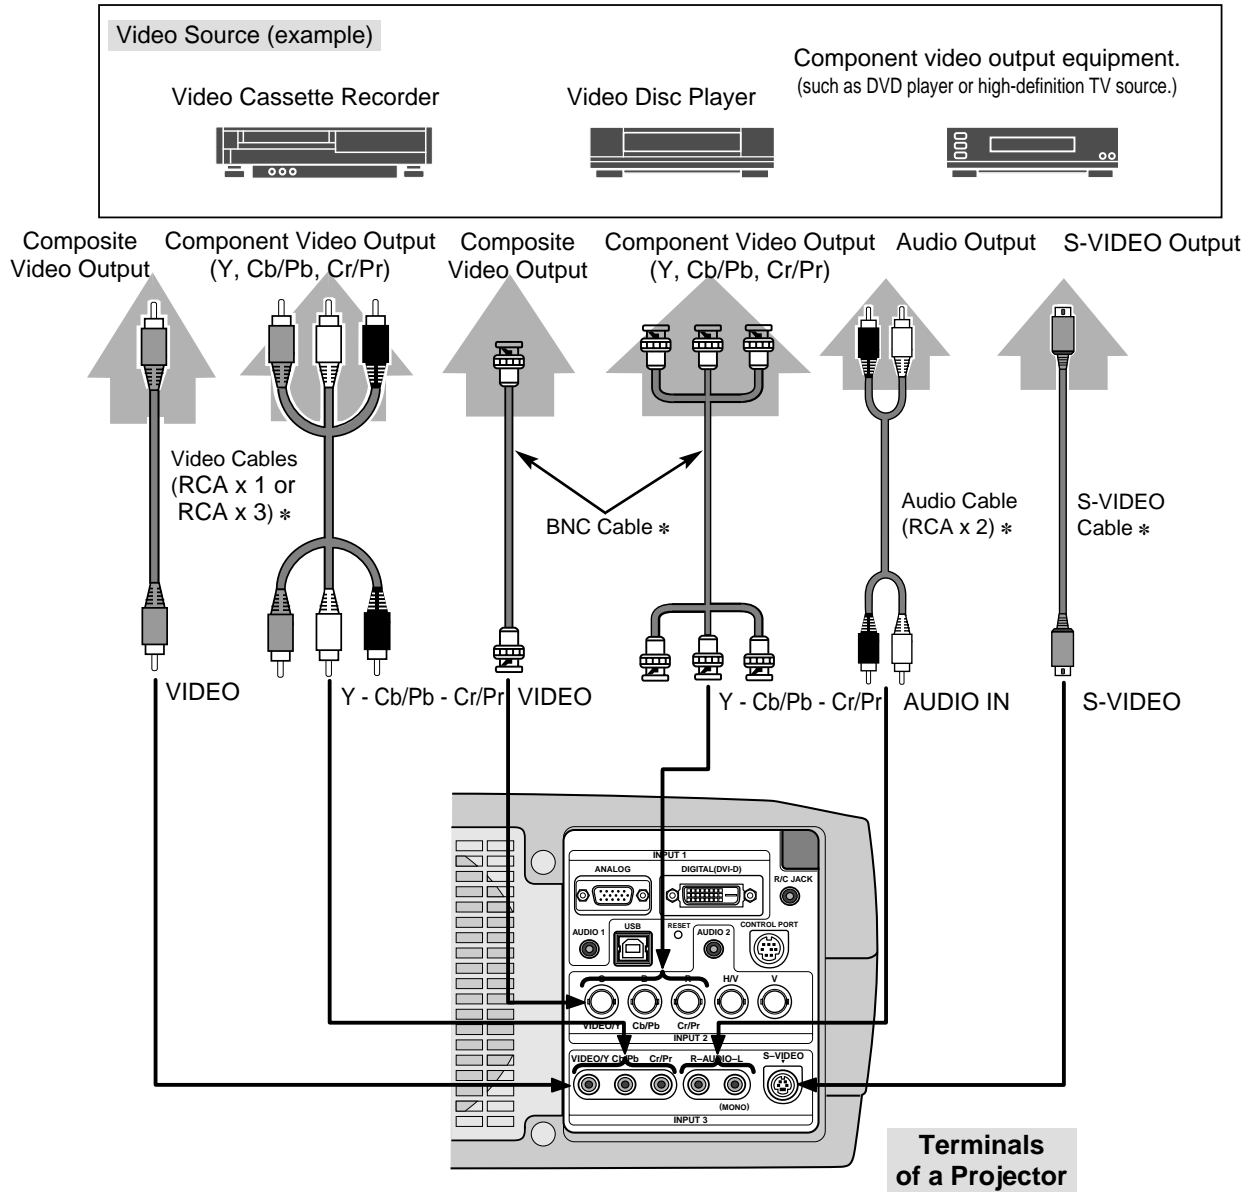 Video Source (example)
Video Cassette Recorder
Video Disc Player
Component video output equipment.
(such as DVD player or high-definition TV source.)
Composite
Video Output
Component Video Output
(Y, Cb/Pb, Cr/Pr)
Composite
Video Output
Component Video Output
(Y, Cb/Pb, Cr/Pr)
Audio Output
S-VIDEO Output
Video Cables
(RCA x 1 or
RCA x 3) *
BNC Cable *
Audio Cable
(RCA x 2) *
S-VIDEO
Cable *
VIDEO
Y - Cb/Pb - Cr/Pr
VIDEO
Y - Cb/Pb - Cr/Pr
AUDIO IN
S-VIDEO
INPUT 1
ANALOG
DIGITAL(DVI-D)
R/C JACK
AUDIO 1
USB
RESET
AUDIO 2
CONTROL PORT
G
B
R
H/V
V
VIDEO/Y
Cb/Pb
Cr/Pr
INPUT 2
VIDEO/Y
Cb/Pb
Cr/Pr
R–AUDIO–L
S–VIDEO
(MONO)
INPUT 3
Terminals
of a Projector